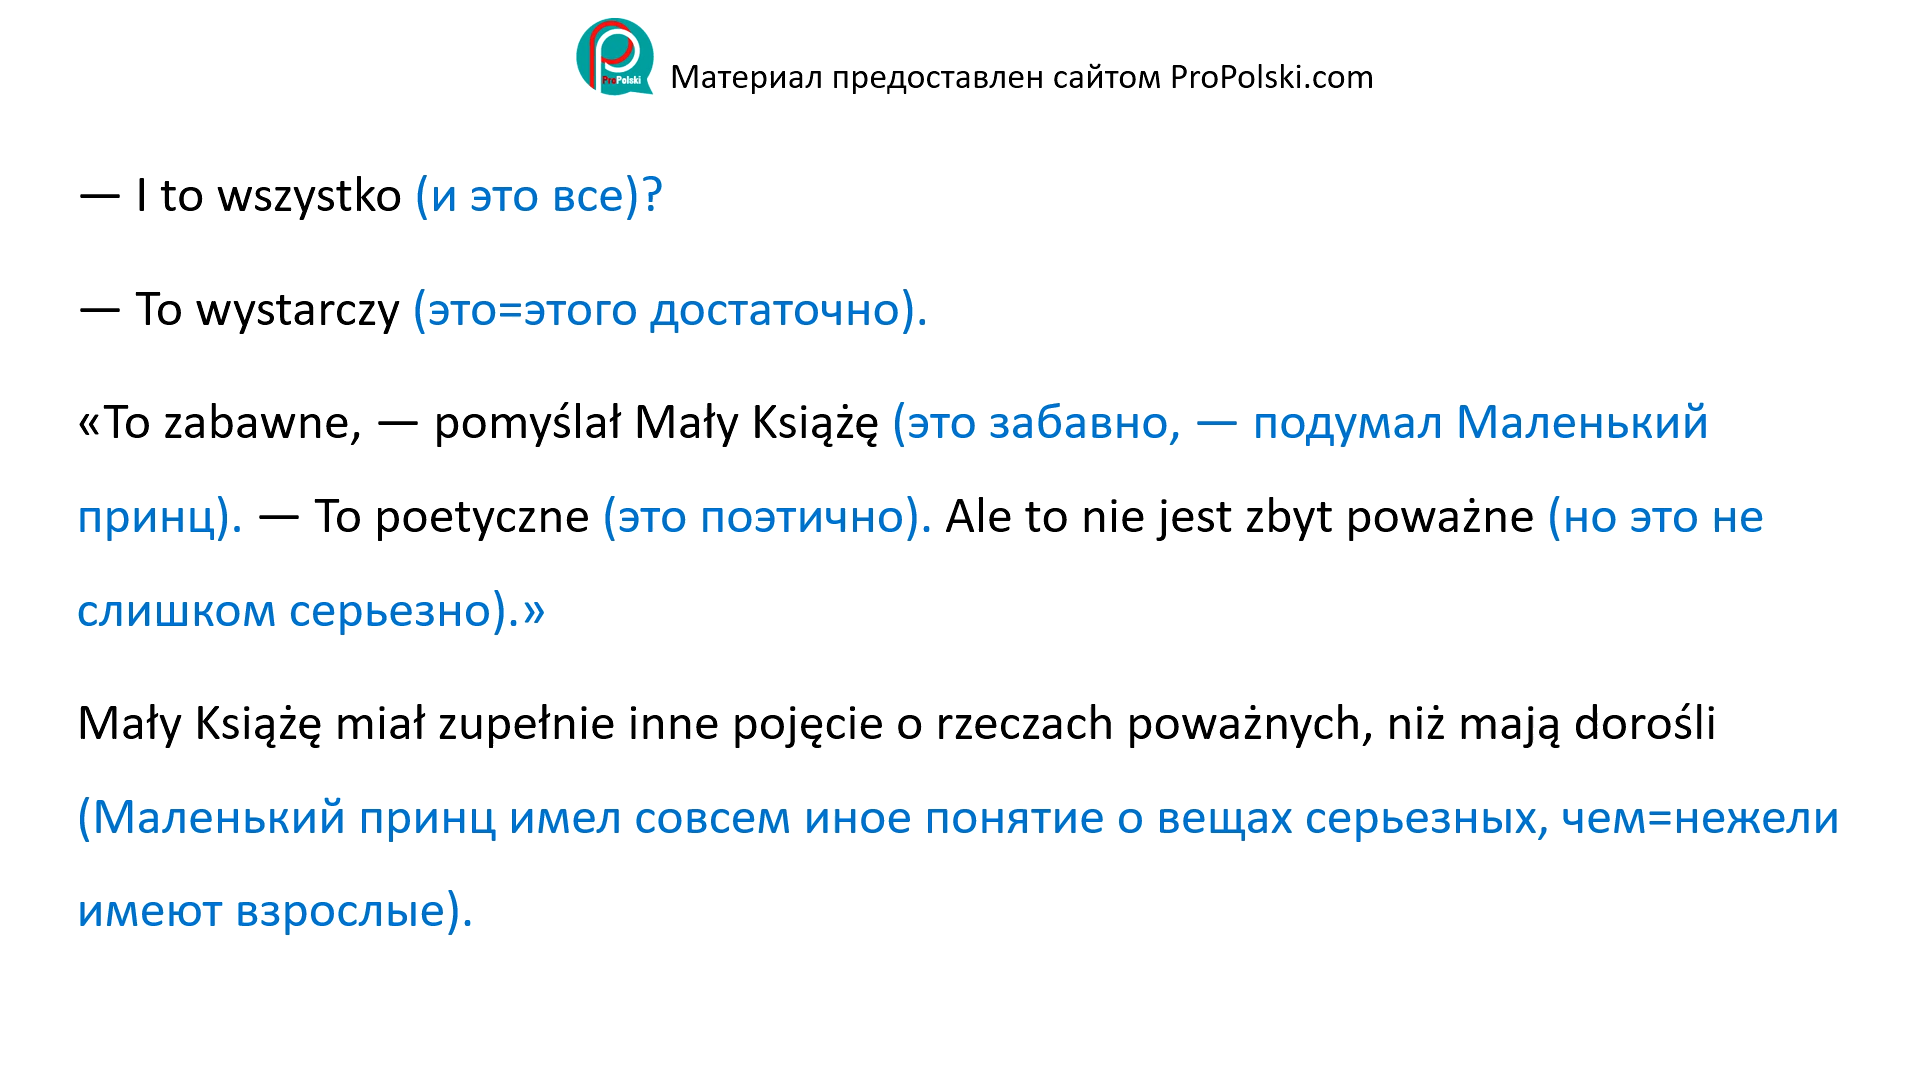 ProPolski
Материал предоставлен сайтом ProPolski.com
— I to wszystko (и это все)?
— To wystarczy (это=этого достаточно).
«To zabawne, — pomyślał Mały Książę (это забавно, — подумал Маленький
принц). — To poetyczne (это поэтично). Ale to nie jest zbyt poważne (но это не
слишком серьезно).»
Mały Książę miał zupełnie inne pojęcie o rzeczach poważnych, niż mają dorośli
(Маленький принц имел совсем иное понятие о вещах серьезных, чем=нежели
имеют взрослые).